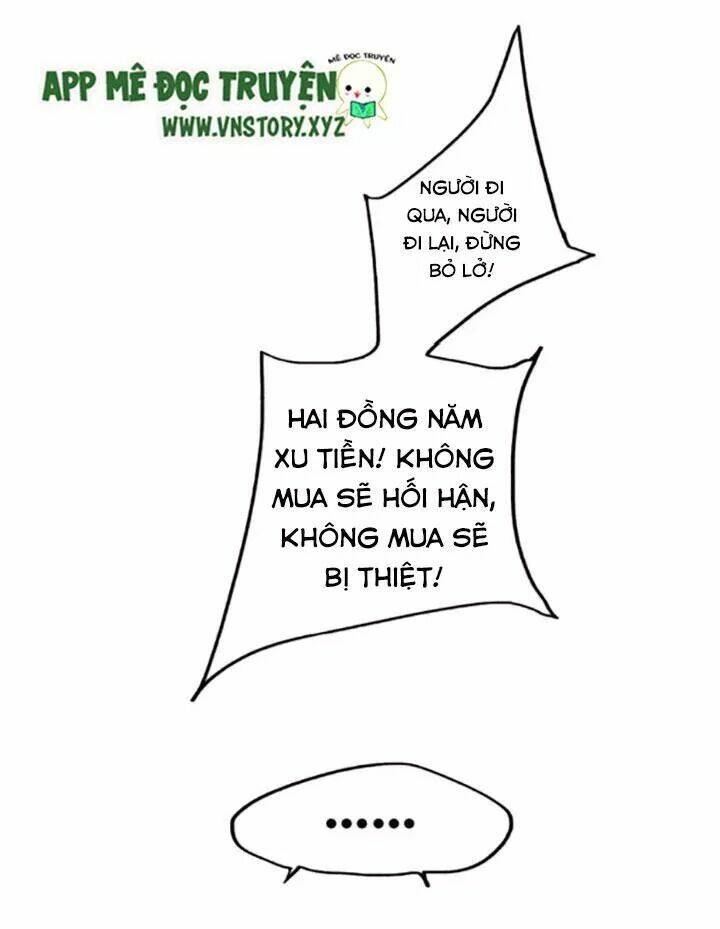 MÊ ĐỌC TRUYỆN
APP MÊ ĐỌC TRUYỆN
WWW.VNSTORY.XYZ
NGƯỜI ĐI
QUA, NGƯỜI
ĐI LẠI, ĐỪNG
BỎ LỠ!
HAI ĐỒNG NĂM
XU TIỀN! KHÔNG
MUA SẼ HỐI HẬN,
KHÔNG MUA SẼ
BỊ THIỆT!
••••••